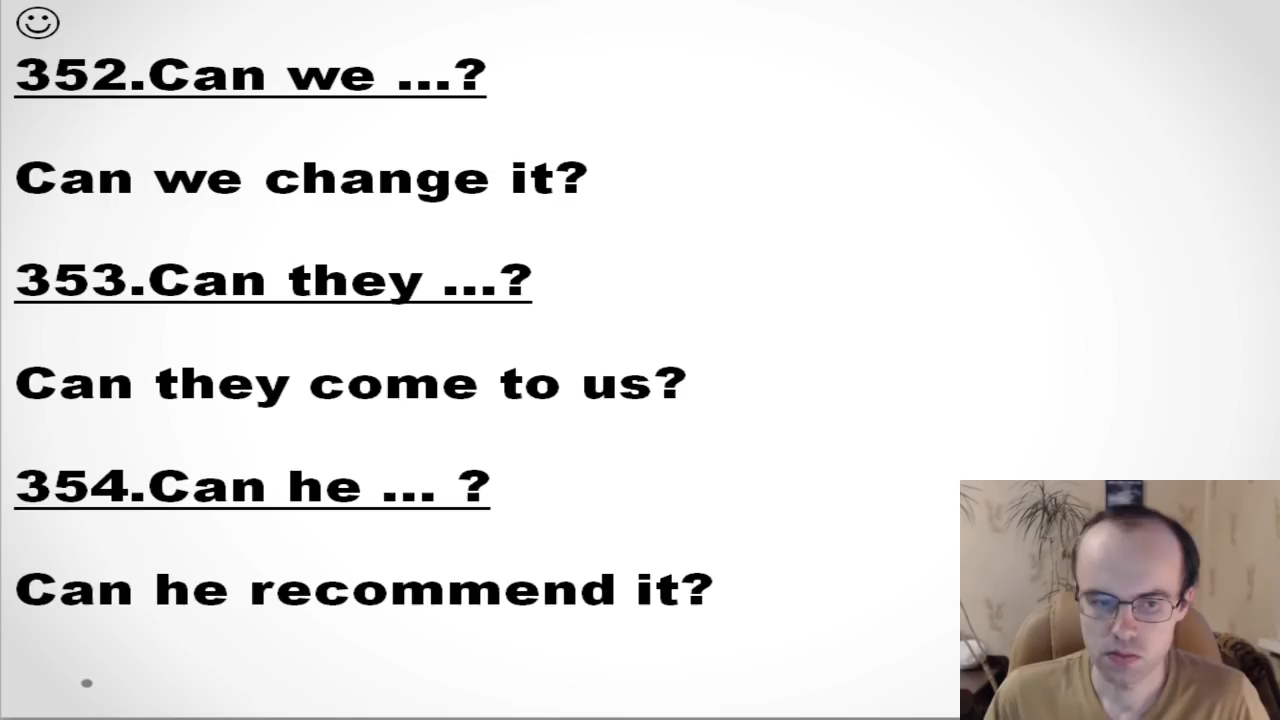 352.Can we ...?
Can we change it?
353.Can they ...?
Can they come to us?
354.Can he ... ?
Can he recommend it?